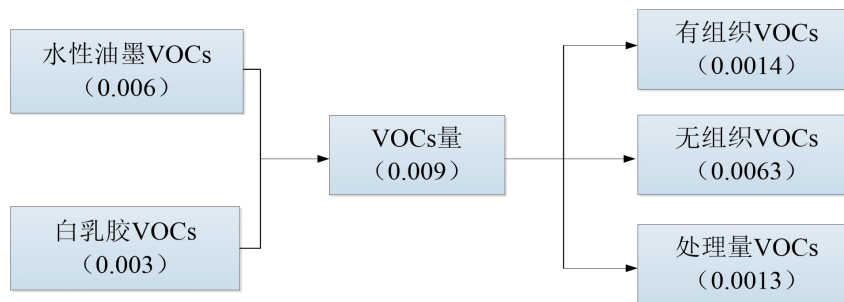 水性油墨VOCs
（0.006）
白乳胶VOCs
（0.003）
VOCs量
（0.009）
有组织VOCs
（0.0014）
无组织VOCs
（0.0063）
处理量VOCs
（0.0013）